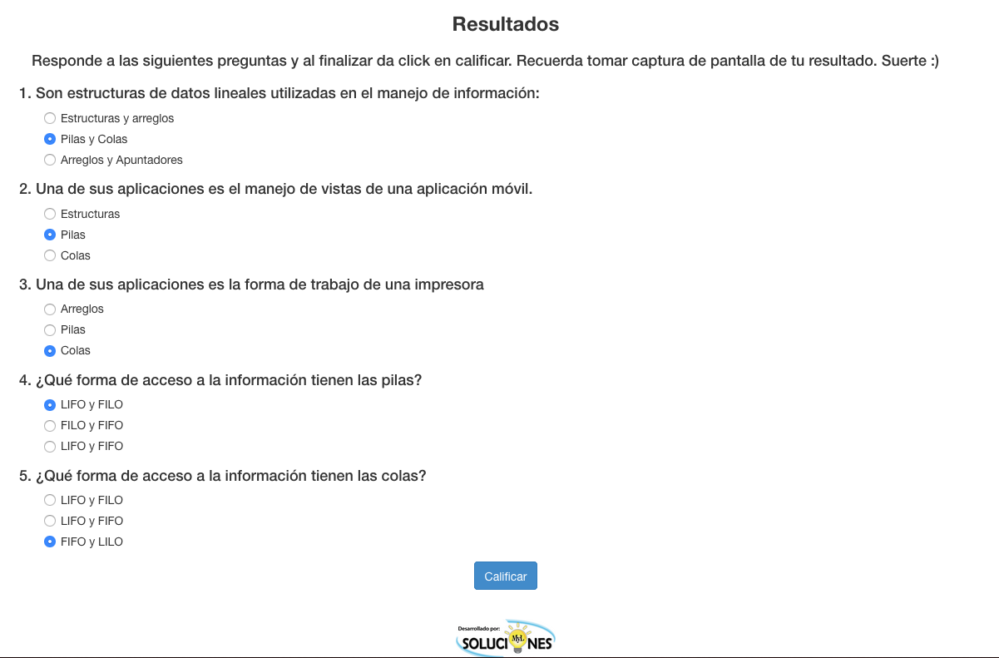 Resultados
Responde a las siguientes preguntas y al finalizar da click en calificar. Recuerda tomar captura de pantalla de tu resultado. Suerte :)
1. Son estructuras de datos lineales utilizadas en el manejo de información:
Estructuras y arreglos
Pilas y Colas
Arreglos y Apuntadores
2. Una de sus aplicaciones es el manejo de vistas de una aplicación móvil.
Estructuras
Pilas
Colas
3. Una de sus aplicaciones es la forma de trabajo de una impresora
Arreglos
Pilas
Colas
4. ¿Qué forma de acceso a la información tienen las pilas?
LIFO y FILO
FILO y FIFO
LIFO y FIFO
5. ¿Qué forma de acceso a la información tienen las colas?
LIFO y FILO
LIFO y FIFO
FIFO y LILO
Calificar
Desarrollado por:
SOLUCI MyL NES